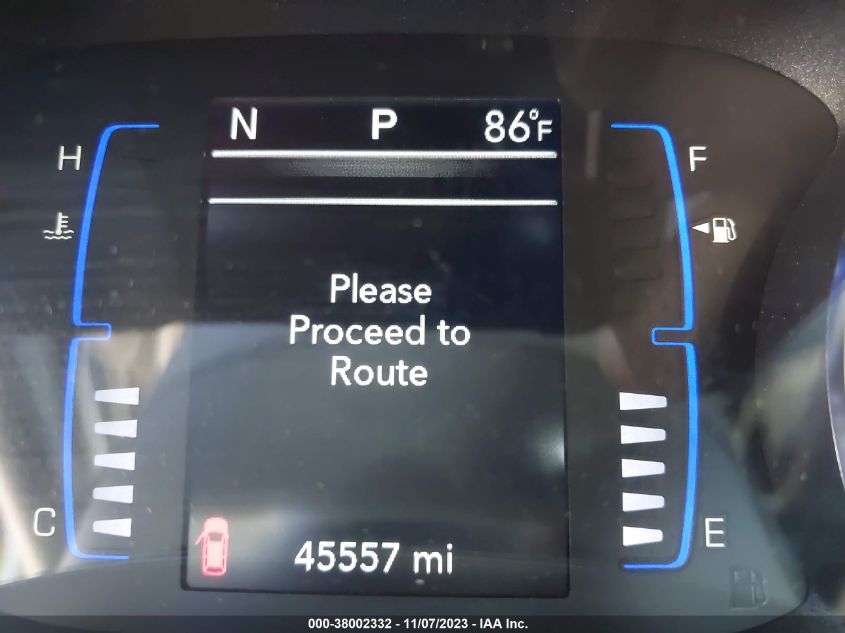 N P 86°F
H
F
Please
Proceed to
Route
C
E
45557 mi
000-38002332 - 11/07/2023 - IAA Inc.